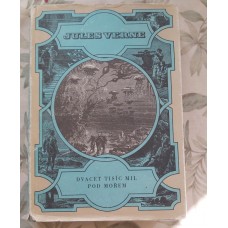 JULES VERNE
DVACET TISÍC MIL
POD MOŘEM